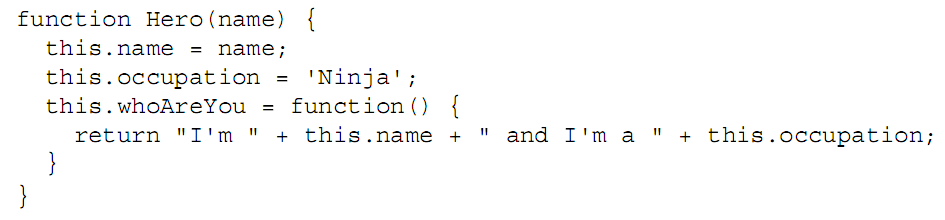 function Hero(name) {
  this.name = name;
  this.occupation = 'Ninja';
  this.whoAreYou = function() {
    return "I'm " + this.name + " and I'm a " + this.occupation;
  }
}